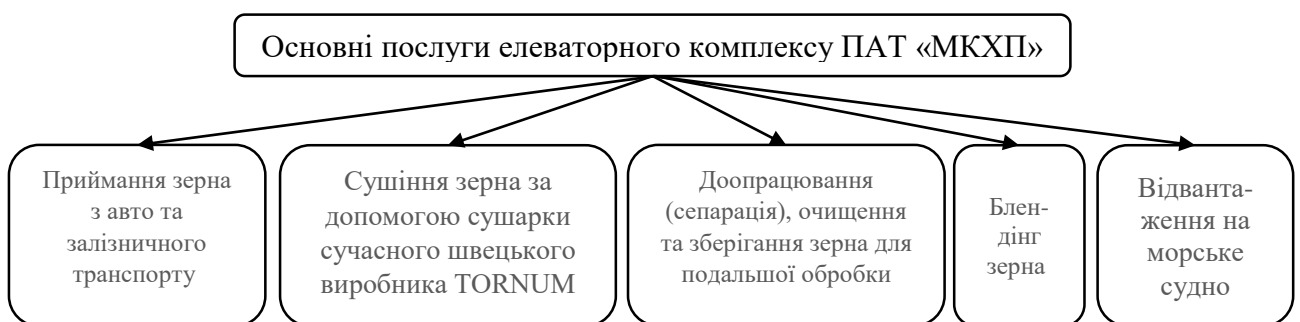 Основні послуги елеваторного комплексу ПАТ «МКХП»
Приймання зерна
з авто та
залізничного
транспорту
Сушіння зерна за
допомогою сушарки
сучасного швецького
виробника TORNUM
Доопрацювання
(сепарація), очищення
та зберігання зерна для
подальшої обробки
Блен-
дінг
зерна
Відванта-
ження на
морське
судно